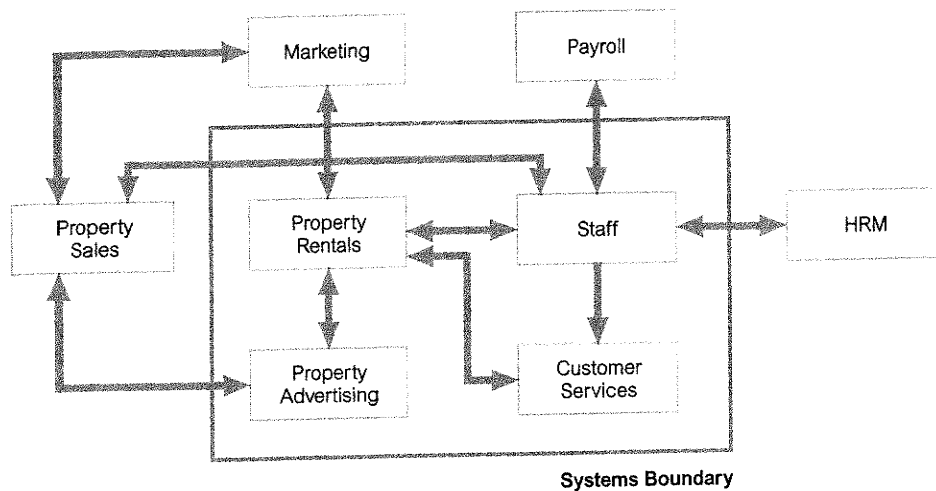 Marketing
Payroll
Property
Sales
Property
Rentals
Staff
HRM
Property
Advertising
Customer
Services
Systems Boundary